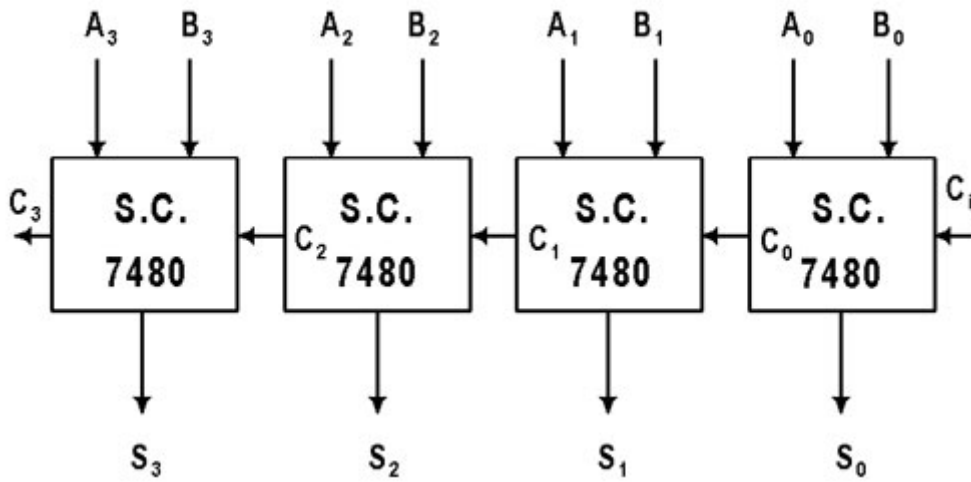 A₃ B₃ A₂ B₂ A₁ B₁ A₀ B₀
S.C. S.C. S.C. S.C.
C₃ C₂ C₁ C₀ Cᵢ
7480 7480 7480 7480
S₃ S₂ S₁ S₀